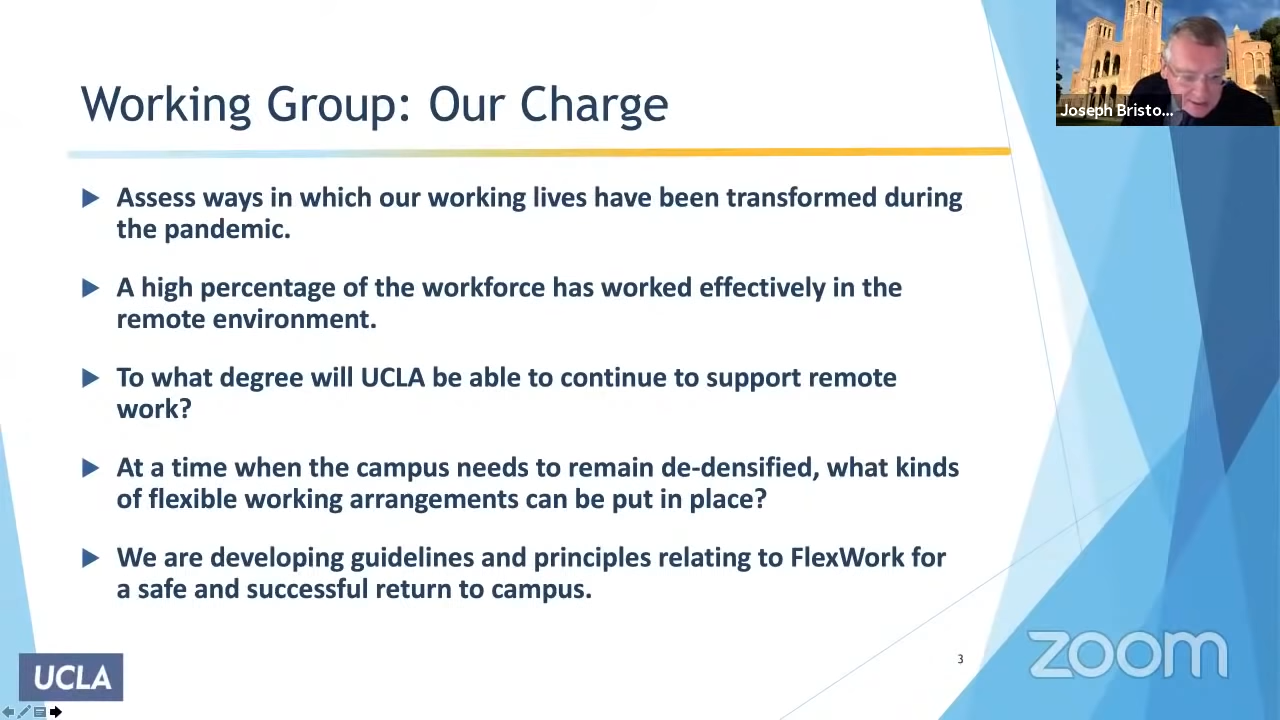 Working Group: Our Charge
Joseph Bristo...
Assess ways in which our working lives have been transformed during
the pandemic.
A high percentage of the workforce has worked effectively in the
remote environment.
To what degree will UCLA be able to continue to support remote
work?
At a time when the campus needs to remain de-densified, what kinds
of flexible working arrangements can be put in place?
We are developing guidelines and principles relating to FlexWork for
a safe and successful return to campus.
3
zoom
UCLA